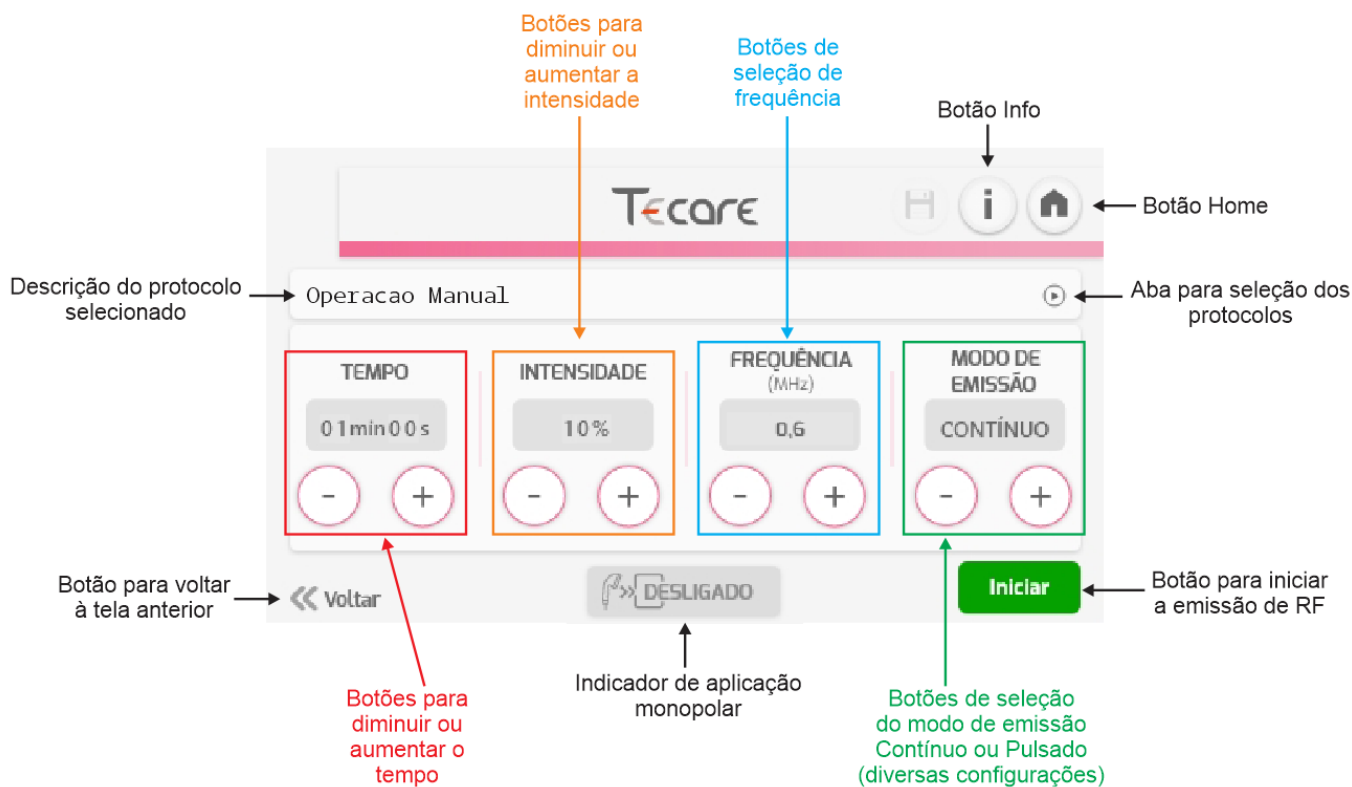 Botões para
diminuir ou
aumentar a
intensidade
Botões de
seleção de
frequência
Botão Info
Tecare
i
Botão Home
Descrição do protocolo
selecionado
Operacao Manual
Aba para seleção dos
protocolos
TEMPO
INTENSIDADE
FREQUÊNCIA
(MHz)
MODO DE
EMISSÃO
01min00s
10%
0,6
CONTÍNUO
- +
- +
- +
- +
Botão para voltar
à tela anterior
Voltar
DESLIGADO
Iniciar
Botão para iniciar
a emissão de RF
Botões para
diminuir ou
aumentar o
tempo
Indicador de aplicação
monopolar
Botões de seleção
do modo de emissão
Contínuo ou Pulsado
(diversas configurações)